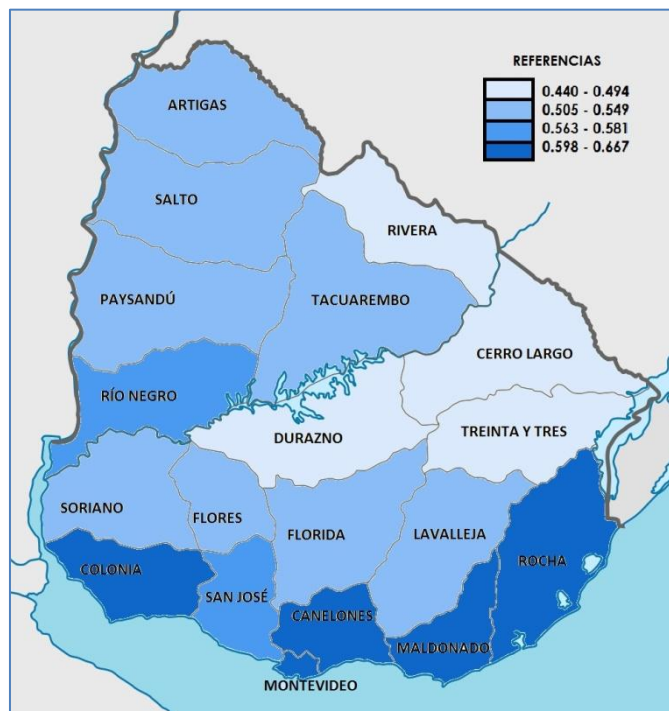 REFERENCIAS
0.440 - 0.494
0.505 - 0.549
0.563 - 0.581
0.598 - 0.667
ARTIGAS
SALTO
RIVERA
PAYSANDÚ
TACUAREMBO
CERRO LARGO
RÍO NEGRO
DURAZNO
TREINTA Y TRES
SORIANO
FLORES
FLORIDA
LAVALLEJA
COLONIA
SAN JOSÉ
ROCHA
CANELONES
MALDONADO
MONTEVIDEO